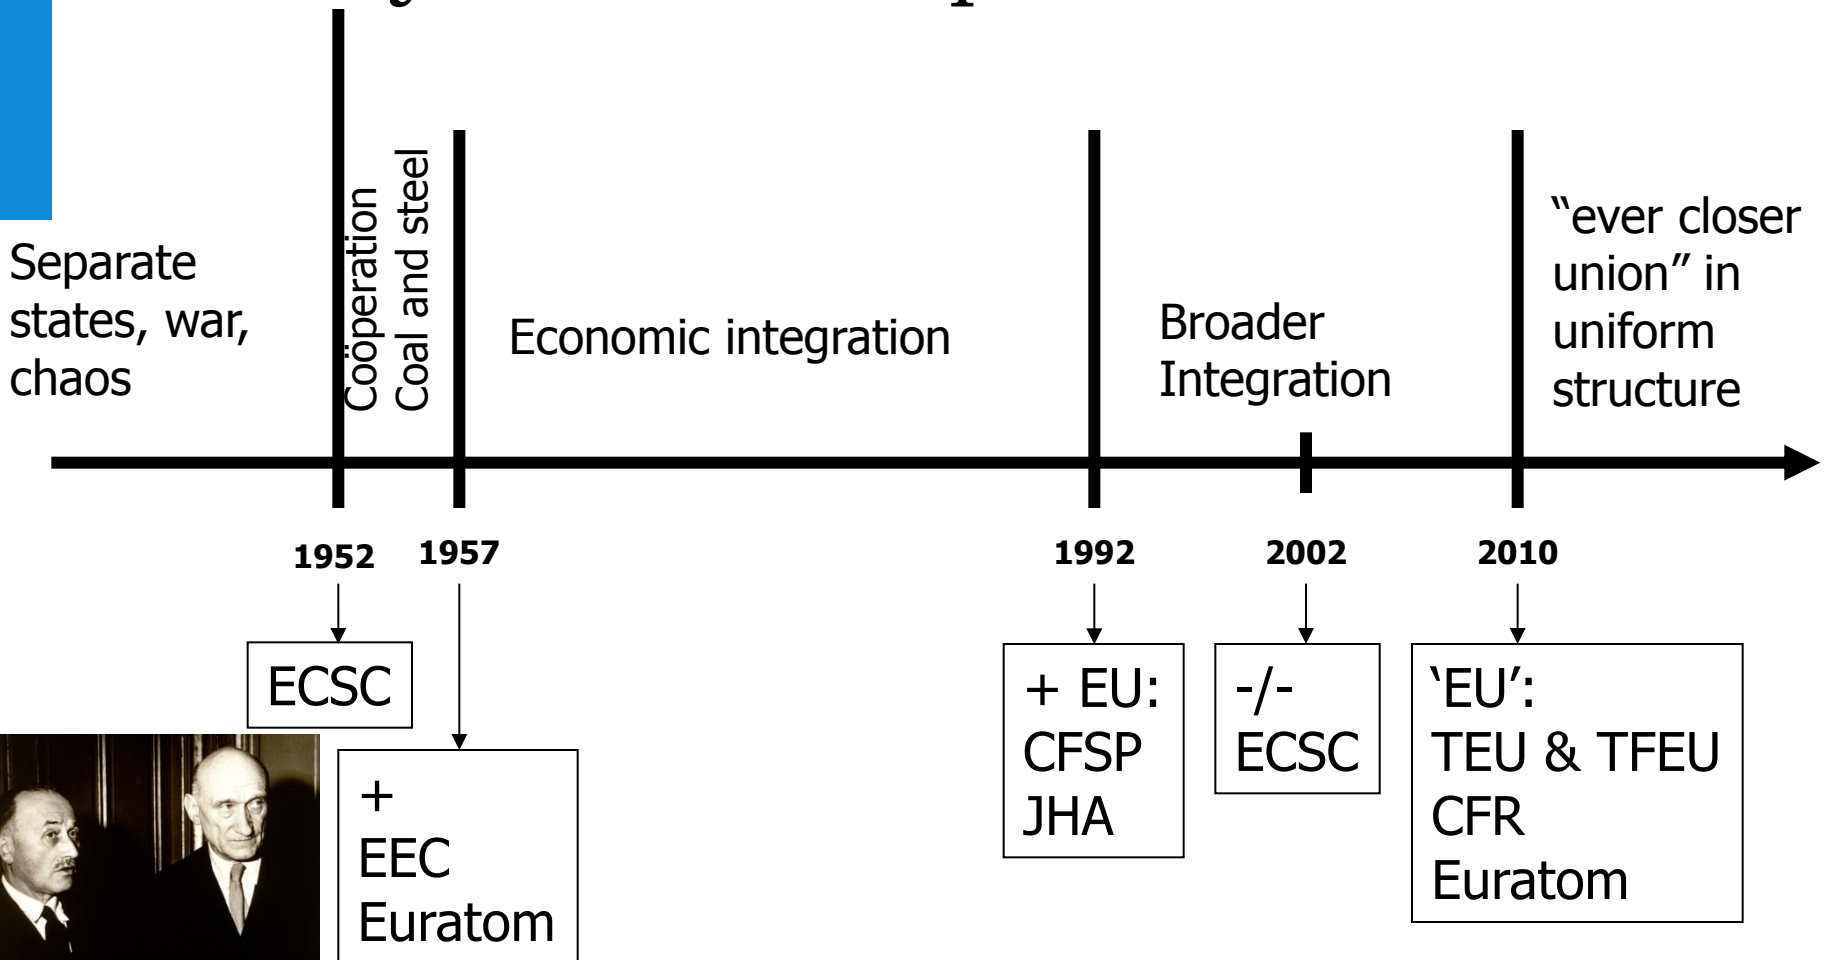 Separate
states, war,
chaos
Coöperation
Coal and steel
Economic integration
Broader
Integration
“ever closer
union” in
uniform
structure
1952
1957
1992
2002
2010
ECSC
+
EEC
Euratom
+ EU:
CFSP
JHA
-/-
ECSC
‘EU’:
TEU & TFEU
CFR
Euratom